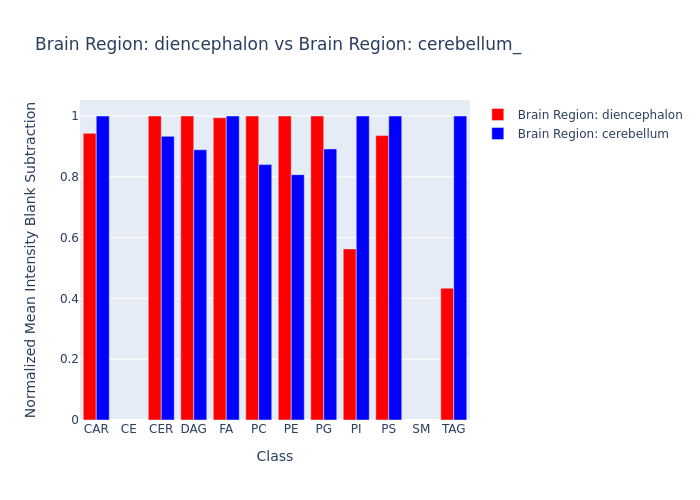 Brain Region: diencephalon vs Brain Region: cerebellum_
Brain Region: diencephalon
Brain Region: cerebellum
Normalized Mean Intensity Blank Subtraction
1
0.8
0.6
0.4
0.2
0
CAR CE CER DAG FA PC PE PG PI PS SM TAG
Class